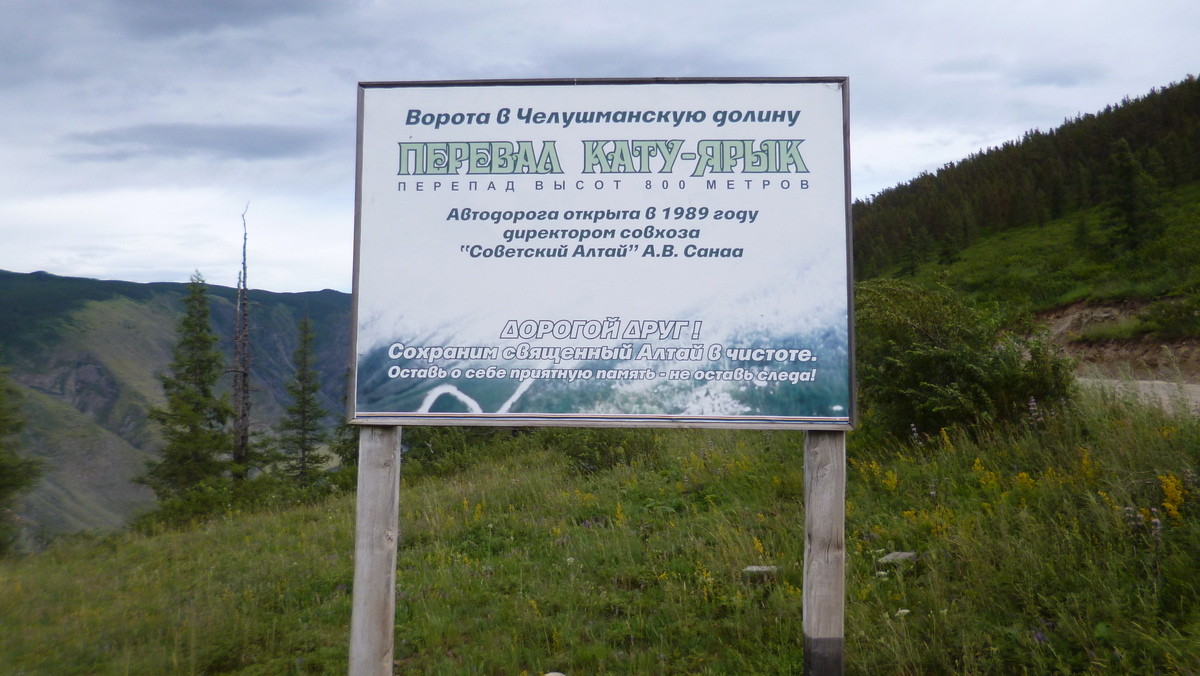 Ворота в Челушманскую долину
ПЕРЕВАЛ КАТУ-ЯРЫК
ПЕРЕПАД ВЫСОТ 800 МЕТРОВ
Автодорога открыта в 1989 году
директором совхоза
"Советский Алтай" А.В. Санаа
ДОРОГОЙ ДРУГ !
Сохраним священный Алтай в чистоте.
Оставь о себе приятную память - не оставь следа!